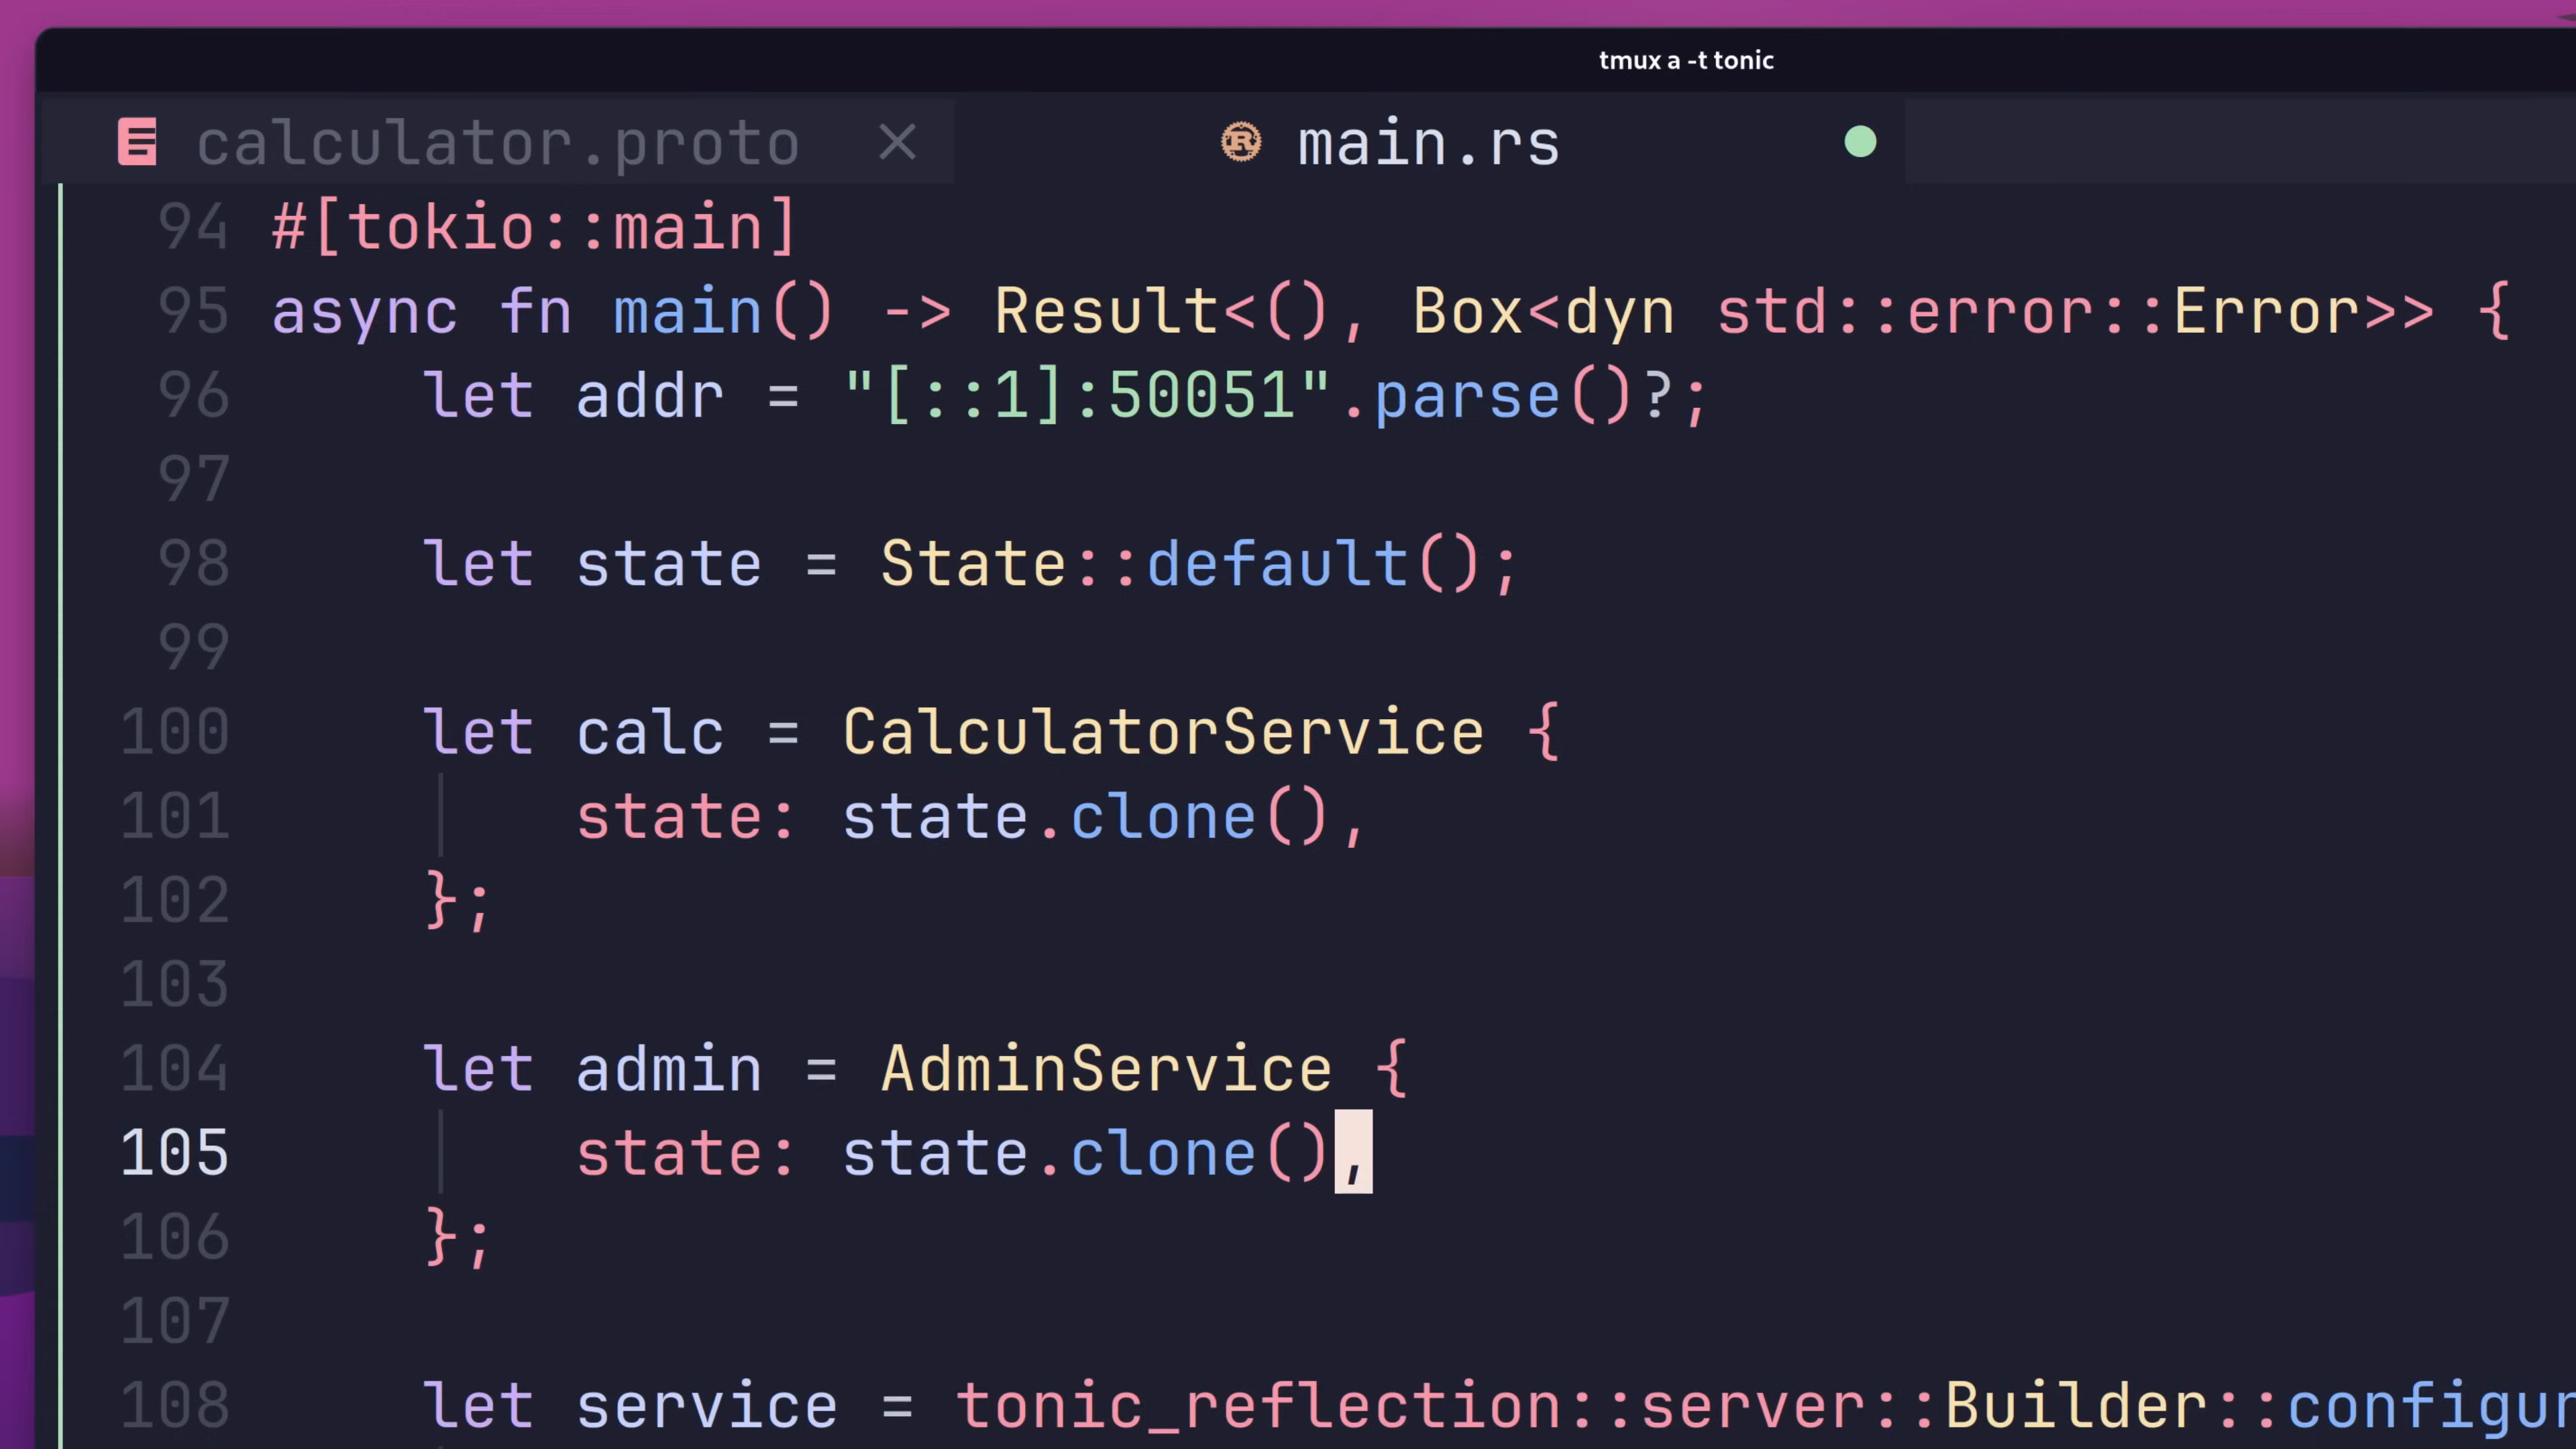 tmux a -t tonic
calculator.proto
main.rs
94 #[tokio::main]
95 async fn main() -> Result<(), Box<dyn std::error::Error>> {
96     let addr = "[::1]:50051".parse()?;
97
98     let state = State::default();
99
100     let calc = CalculatorService {
101         state: state.clone(),
102     };
103
104     let admin = AdminService {
105         state: state.clone(),
106     };
107
108     let service = tonic_reflection::server::Builder::configur